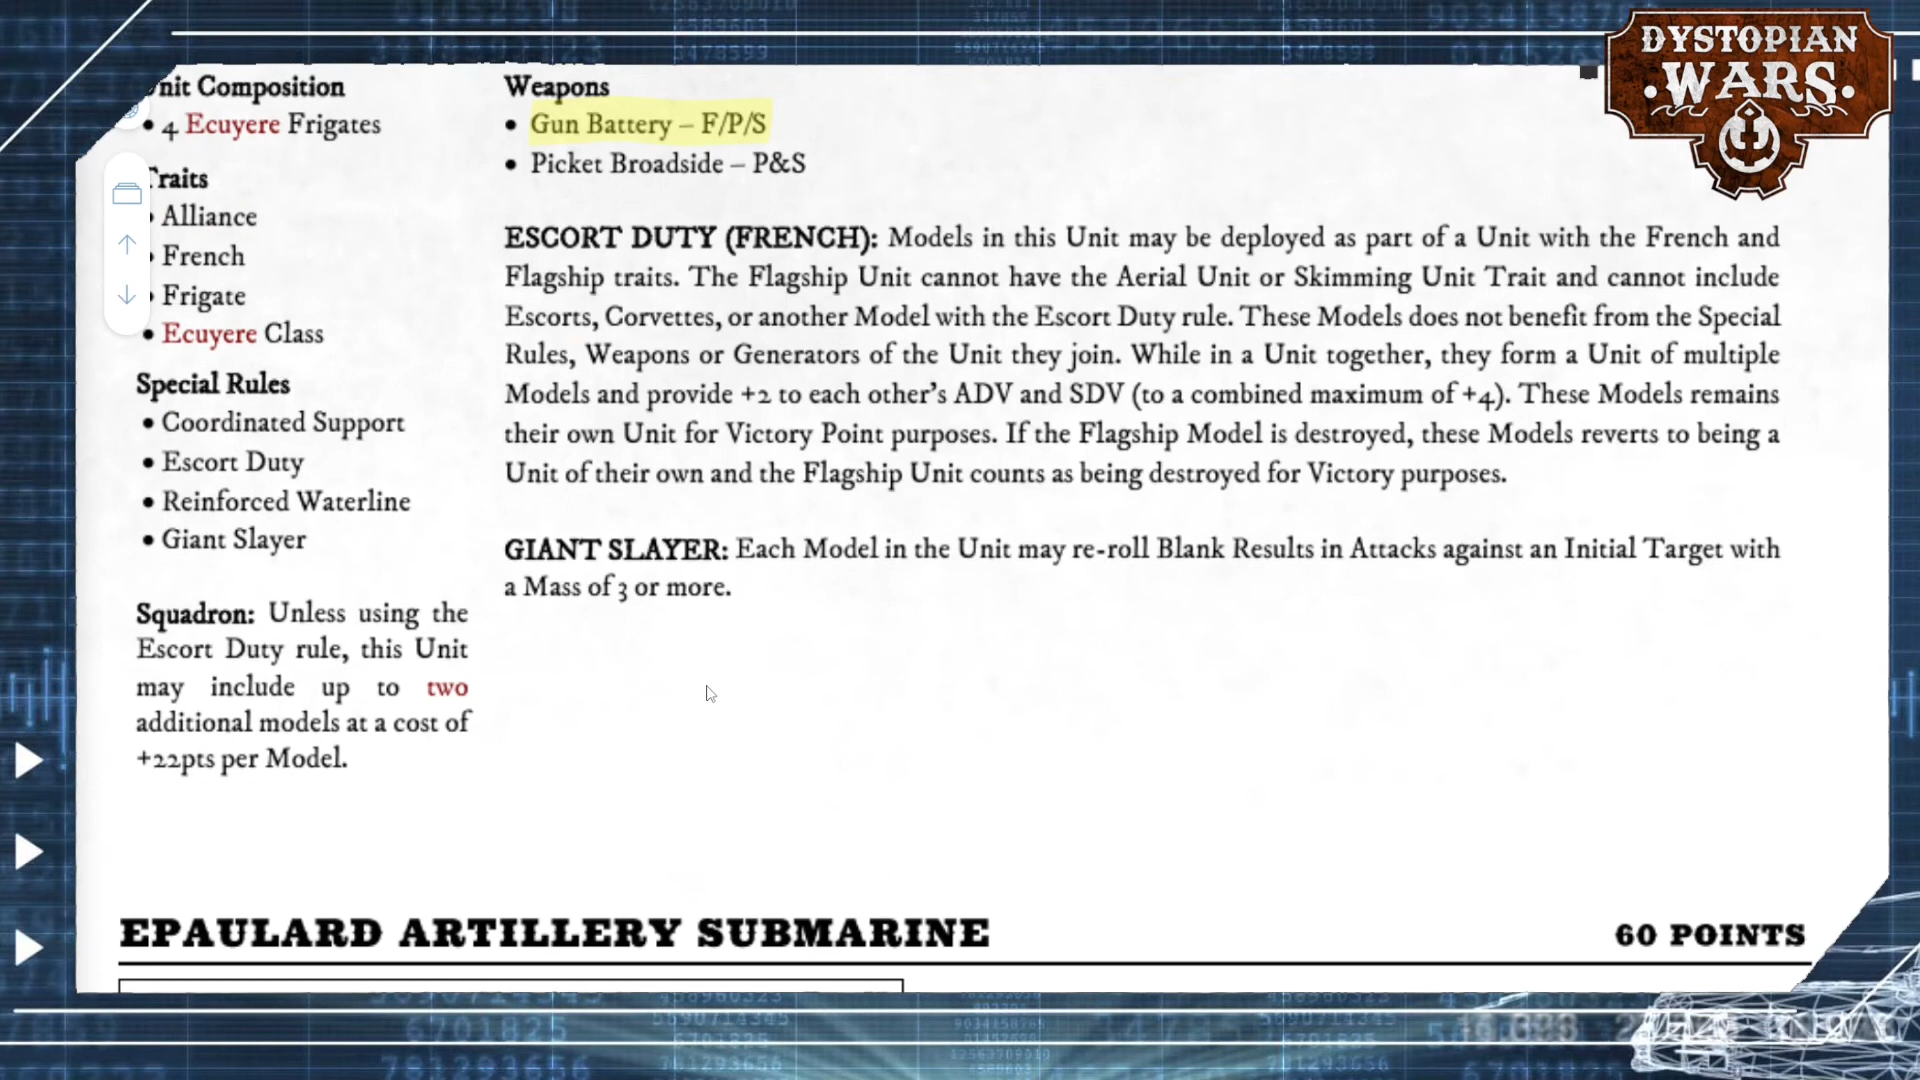 DYSTOPIAN
WARS
Unit Composition
• 4 Ecuyere Frigates
Traits
• Alliance
• French
• Frigate
• Ecuyere Class
Special Rules
• Coordinated Support
• Escort Duty
• Reinforced Waterline
• Giant Slayer
Squadron: Unless using the
Escort Duty rule, this Unit
may include up to two
additional models at a cost of
+22pts per Model.
Weapons
• Gun Battery – F/P/S
• Picket Broadside – P&S
ESCORT DUTY (FRENCH): Models in this Unit may be deployed as part of a Unit with the French and
Flagship traits. The Flagship Unit cannot have the Aerial Unit or Skimming Unit Trait and cannot include
Escorts, Corvettes, or another Model with the Escort Duty rule. These Models does not benefit from the Special
Rules, Weapons or Generators of the Unit they join. While in a Unit together, they form a Unit of multiple
Models and provide +2 to each other's ADV and SDV (to a combined maximum of +4). These Models remains
their own Unit for Victory Point purposes. If the Flagship Model is destroyed, these Models reverts to being a
Unit of their own and the Flagship Unit counts as being destroyed for Victory purposes.
GIANT SLAYER: Each Model in the Unit may re-roll Blank Results in Attacks against an Initial Target with
a Mass of 3 or more.
EPAULARD ARTILLERY SUBMARINE
60 POINTS
6701825
781293656